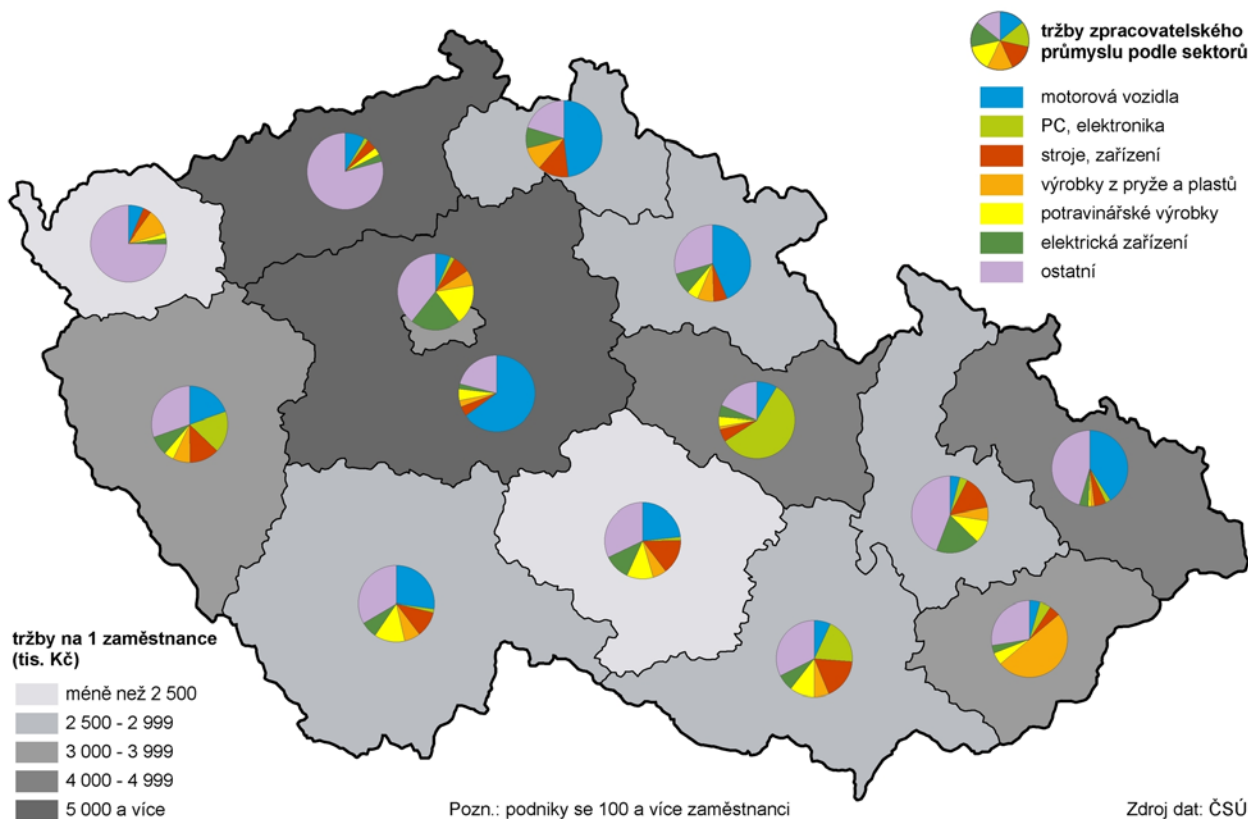 tržby zpracovatelského
průmyslu podle sektorů
motorová vozidla
PC, elektronika
stroje, zařízení
výrobky z pryže a plastů
potravinářské výrobky
elektrická zařízení
ostatní
tržby na 1 zaměstnance
(tis. Kč)
méně než 2 500
2 500 - 2 999
3 000 - 3 999
4 000 - 4 999
5 000 a více
Pozn.: podniky se 100 a více zaměstnanci
Zdroj dat: ČSÚ